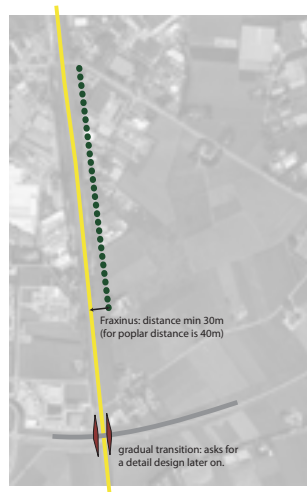 Fraxinus: distance min 30m
(for poplar distance is 40m)
gradual transition: asks for
a detail design later on.